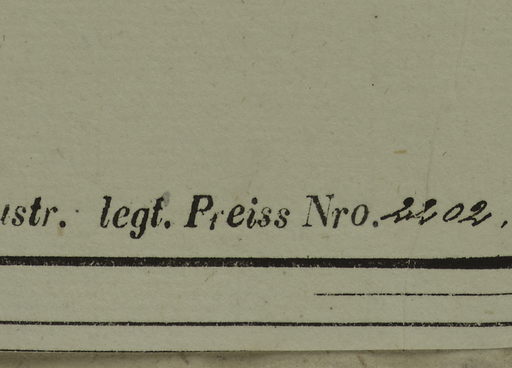 ustr. legt. Preiss Nro. 2202.